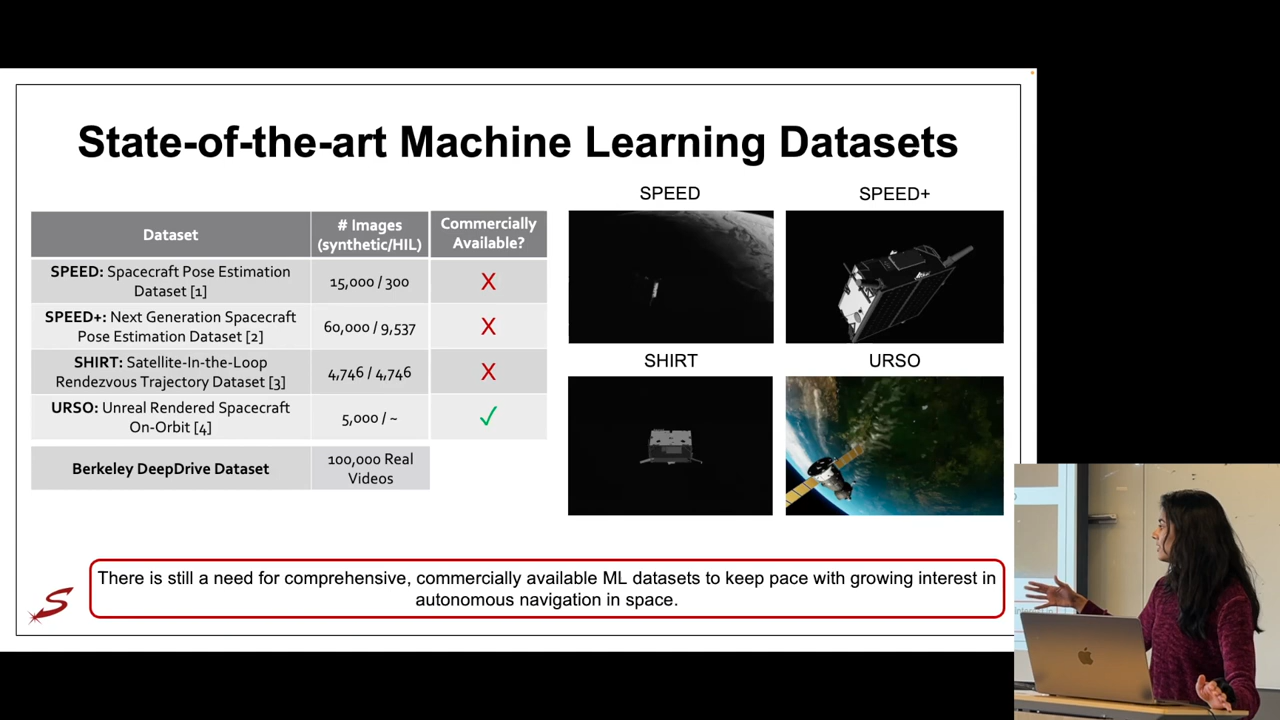 State-of-the-art Machine Learning Datasets
Dataset
# Images
(synthetic/HIL)
Commercially
Available?
SPEED: Spacecraft Pose Estimation
Dataset [1]
15,000 / 300
X
SPEED+: Next Generation Spacecraft
Pose Estimation Dataset [2]
60,000 / 9,537
X
SHIRT: Satellite-In-the-Loop
Rendezvous Trajectory Dataset [3]
4,746 / 4,746
X
URSO: Unreal Rendered Spacecraft
On-Orbit [4]
5,000 / ~
✓
Berkeley DeepDrive Dataset
100,000 Real
Videos
SPEED
SPEED+
SHIRT
URSO
There is still a need for comprehensive, commercially available ML datasets to keep pace with growing interest in
autonomous navigation in space.
S